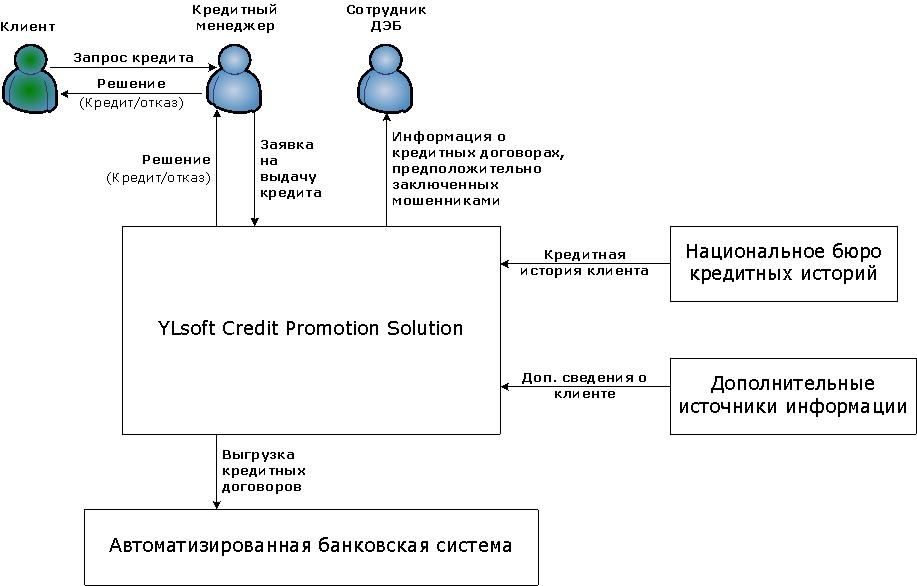 Клиент
Кредитный
менеджер
Сотрудник
ДЭБ
Запрос кредита
Решение
(Кредит/отказ)
Решение
(Кредит/отказ)
Заявка
на
выдачу
кредита
Информация о
кредитных договорах,
предположительно
заключенных
мошенниками
YLsoft Credit Promotion Solution
Кредитная
история клиента
Национальное бюро
кредитных историй
Доп. сведения о
клиенте
Дополнительные
источники информации
Выгрузка
кредитных
договоров
Автоматизированная банковская система